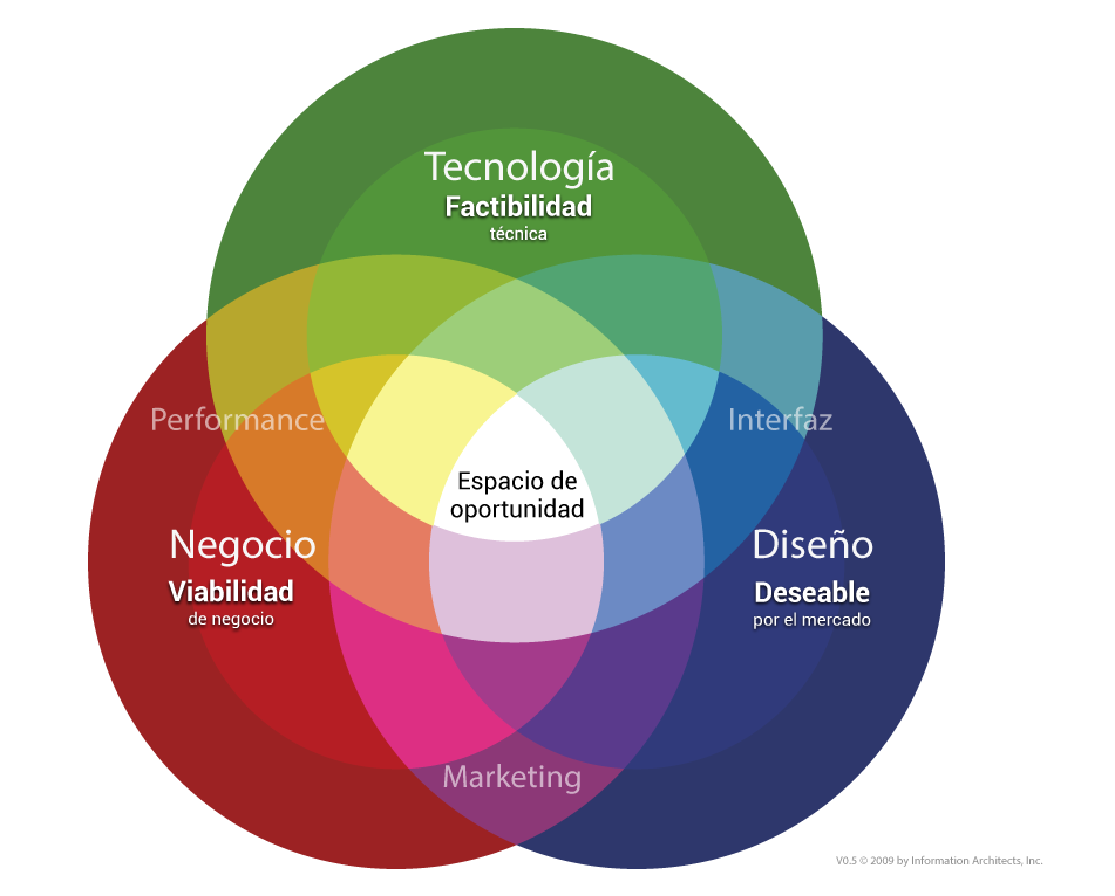 Tecnología
Factibilidad
técnica
Performance
Interfaz
Espacio de
oportunidad
Negocio
Viabilidad
de negocio
Diseño
Deseable
por el mercado
Marketing
V0.5 © 2009 by Information Architects, Inc.